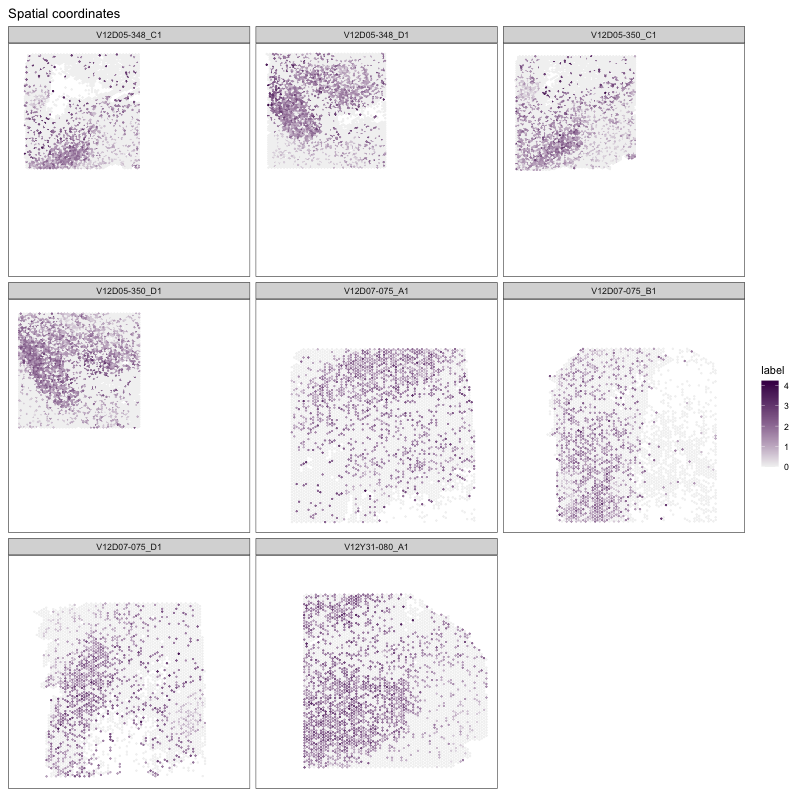 Spatial coordinates
V12D05-348_C1
V12D05-348_D1
V12D05-350_C1
V12D05-350_D1
V12D07-075_A1
V12D07-075_B1
label
4
3
2
1
0
V12D07-075_D1
V12Y31-080_A1